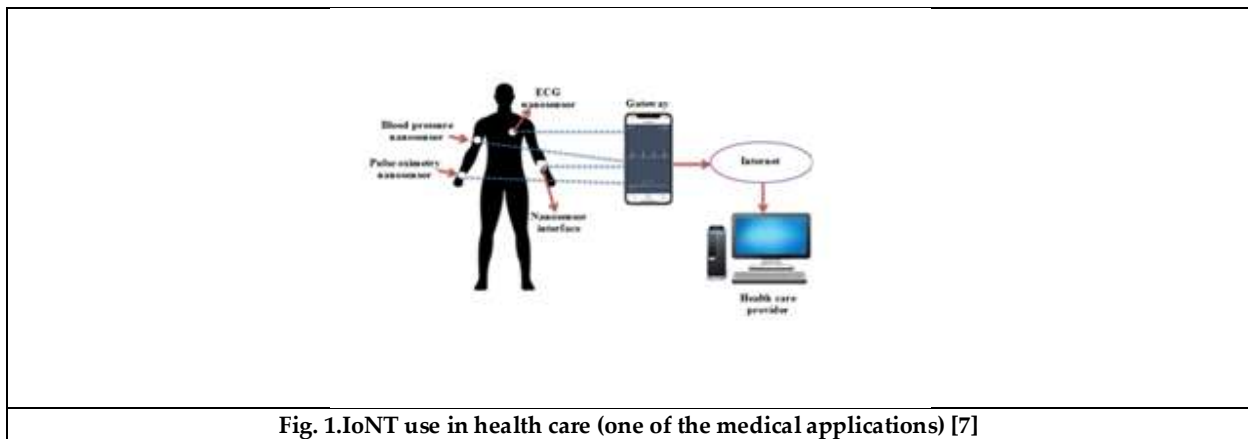 ECG
nanosensor
Gateway
Blood pressure
nanosensor
Pulse oximetry
nanosensor
Internet
Nanosensor
interface
Health care
provider
Fig. 1.IoNT use in health care (one of the medical applications) [7]